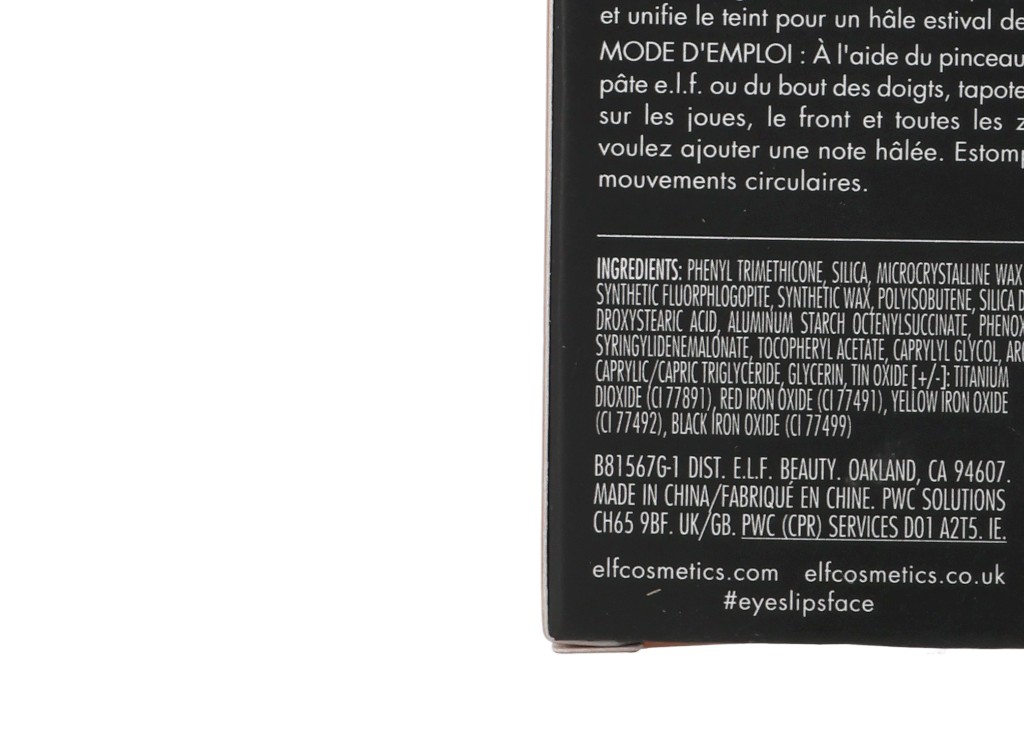 et unifie le teint pour un hâle estival de
MODE D'EMPLOI : À l'aide du pinceau
pâte e.l.f. ou du bout des doigts, tapote
sur les joues, le front et toutes les z
voulez ajouter une note hâlée. Estomp
mouvements circulaires.
INGREDIENTS: PHENYL TRIMETHICONE, SILICA, MICROCRYSTALLINE WAX
SYNTHETIC FLUORPHLOGOPITE, SYNTHETIC WAX, POLYISOBUTENE, SILICA D
DROXYSTEARIC ACID, ALUMINUM STARCH OCTENYLSUCCINATE, PHENOX
SYRINGYLIDENEMALONATE, TOCOPHERYL ACETATE, CAPRYLYL GLYCOL, ARO
CAPRYLIC/CAPRIC TRIGLYCERIDE, GLYCERIN, TIN OXIDE [+/-]: TITANIUM
DIOXIDE (CI 77891), RED IRON OXIDE (CI 77491), YELLOW IRON OXIDE
(CI 77492), BLACK IRON OXIDE (CI 77499)
B81567G-1 DIST. E.L.F. BEAUTY. OAKLAND, CA 94607.
MADE IN CHINA/FABRIQUÉ EN CHINE. PWC SOLUTIONS
CH65 9BF. UK/GB. PWC (CPR) SERVICES D01 A2T5. IE.
elfcosmetics.com elfcosmetics.co.uk
#eyeslipsface